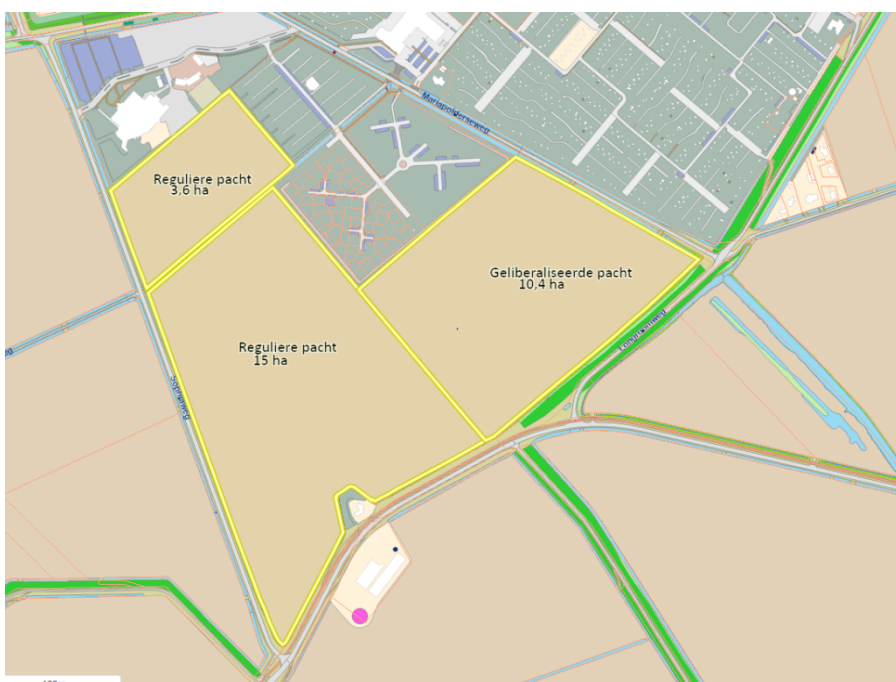 Mariapolderseweg
Reguliere pacht
3,6 ha
Geliberaliseerde pacht
10,4 ha
Reguliere pacht
15 ha